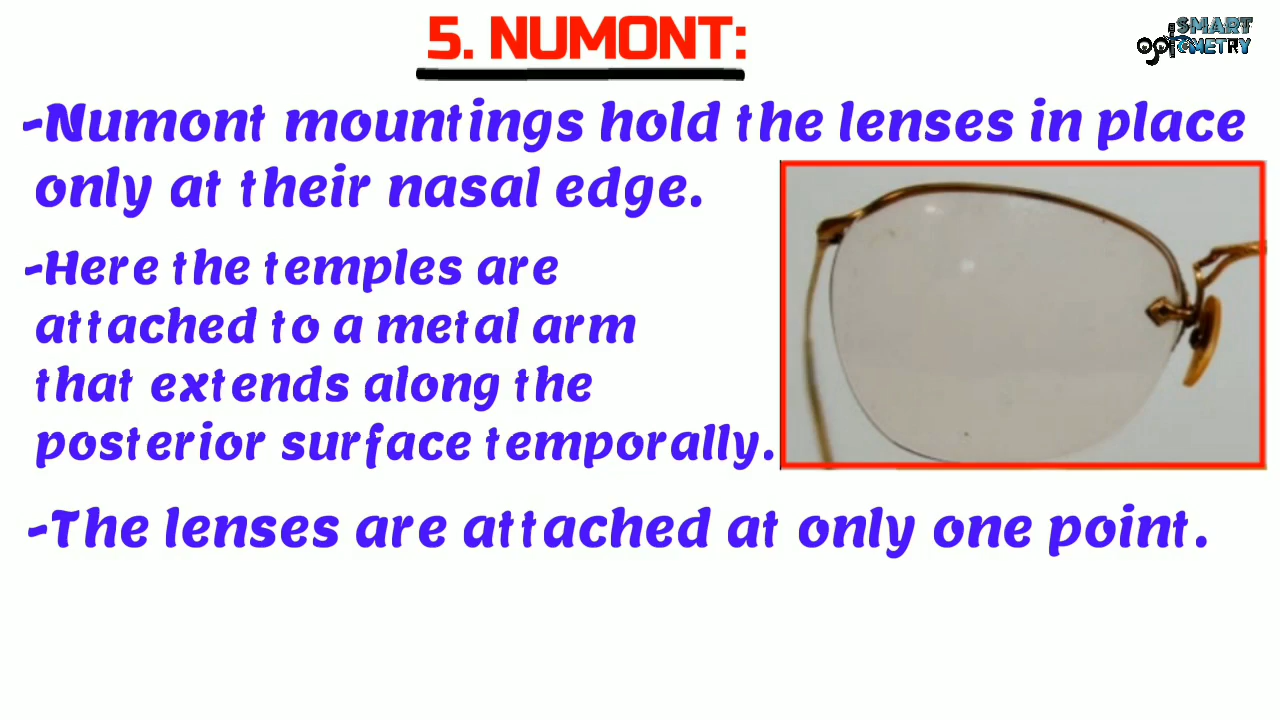 5. NUMONT:
SMART
OptOMETRY
-Numont mountings hold the lenses in place
only at their nasal edge.
-Here the temples are
attached to a metal arm
that extends along the
posterior surface temporally.
-The lenses are attached at only one point.